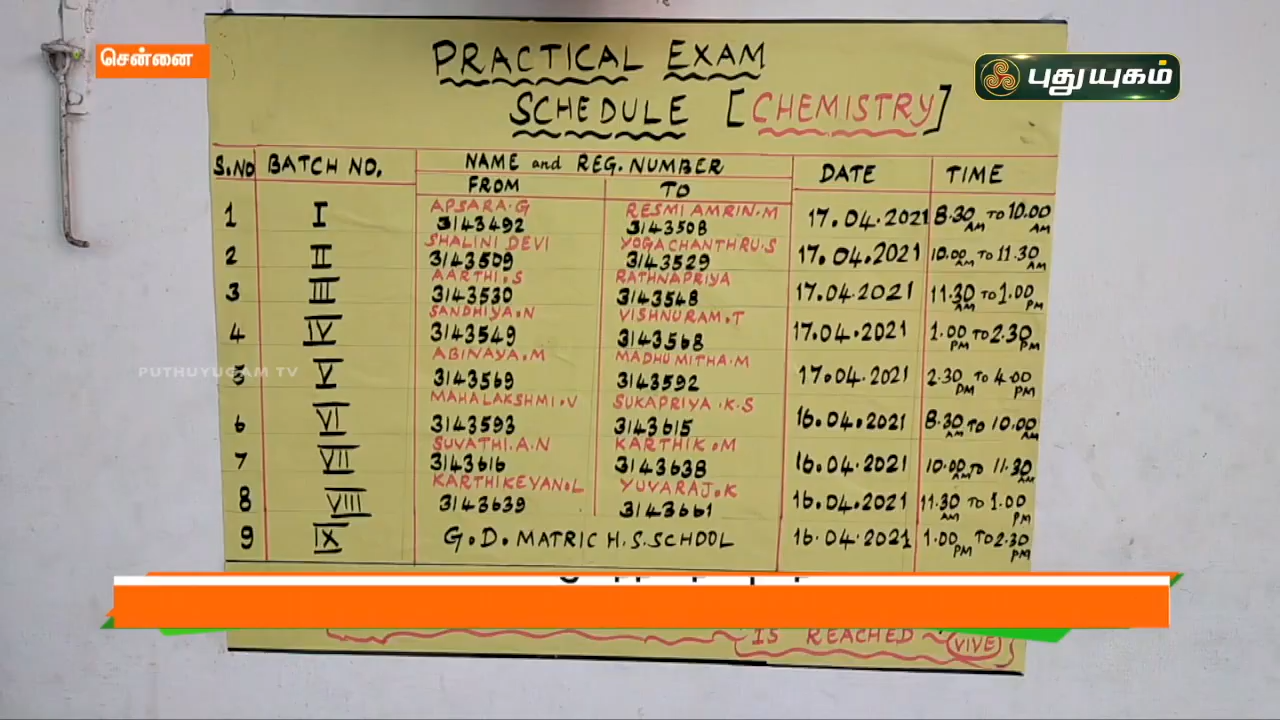 சென்னை
புதுயுகம்
PRACTICAL EXAM
SCHEDULE [CHEMISTRY]
S.NO BATCH NO. NAME and REG. NUMBER DATE TIME
FROM TO
APSARA.G RESMI AMRIN.M
1 I 3143492 3143508 17.04.2021 8.30 AM TO 10.00 AM
SHALINI DEVI YOGACHANTHRU.S
2 II 3143509 3143529 17.04.2021 10.00 AM TO 11.30 AM
AARTHI.S RATHNAPRIYA
3 III 3143530 3143548 17.04.2021 11.30 AM TO 1.00 PM
SANDHIYA.N VISHNURAM.T
4 IV 3143549 3143568 17.04.2021 1.00 PM TO 2.30 PM
ABINAYA.M MADHUMITHA.M
PUTHUYUGAM TV
5 V 3143569 3143592 17.04.2021 2.30 PM TO 4.00 PM
MAHALAKSHMI.V SUKAPRIYA.K.S
6 VI 3143593 3143615 16.04.2021 8.30 AM TO 10.00 AM
SUVATHI.A.N KARTHIK.M
7 VII 3143616 3143638 16.04.2021 10.00 AM TO 11.30 AM
KARTHIKEYAN.L YUVARAJ.K
8 VIII 3143639 3143661 16.04.2021 11.30 AM TO 1.00 PM
9 IX G.D. MATRIC H.S.SCHOOL 16.04.2021 1.00 PM TO 2.30 PM
IS REACHED ~ VIVE